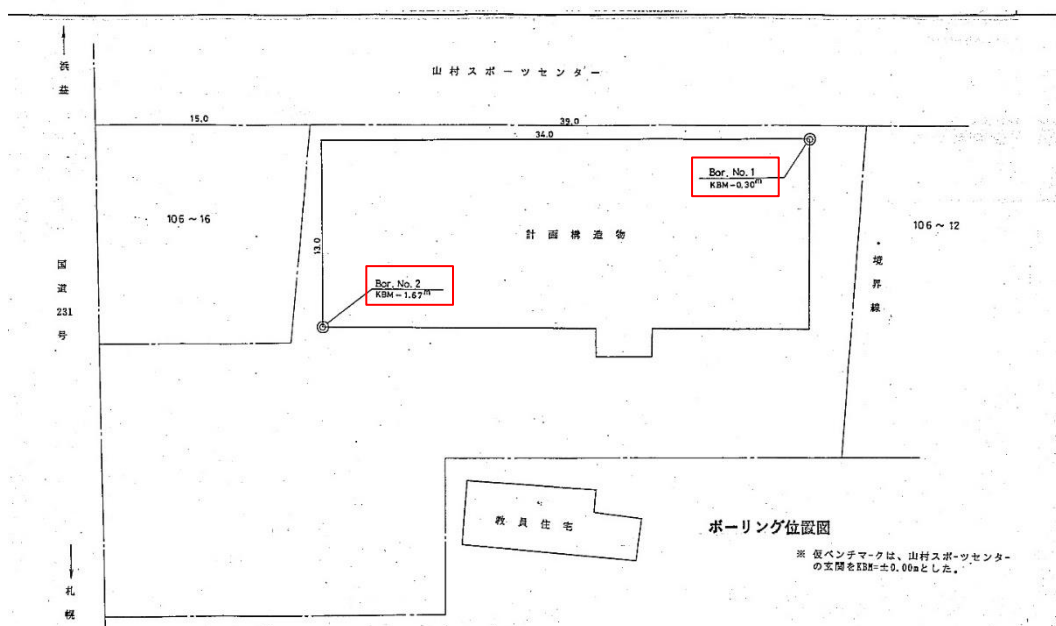 浜益
山村スポーツセンター
15.0
39.0
34.0
Bor. No. 1
KBM−0.30m
106～16
13.0
計画構造物
106～12
境界線
国道231号
Bor. No. 2
KBM−1.67m
教員住宅
ボーリング位置図
※ 仮ベンチマークは、山村スポーツセンター
の玄関をKBM=±0.00mとした。
札幌